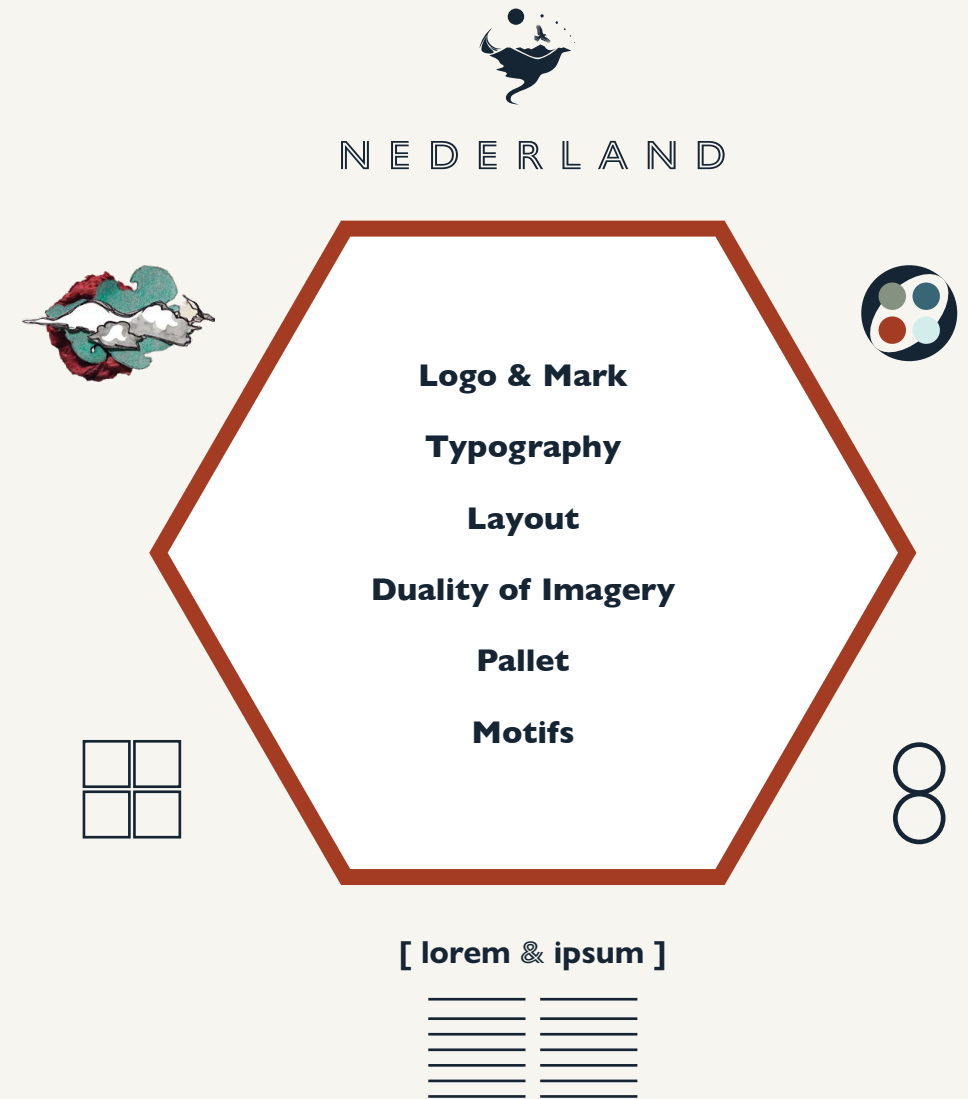 NEDERLAND
Logo & Mark
Typography
Layout
Duality of Imagery
Pallet
Motifs
[ lorem & ipsum ]